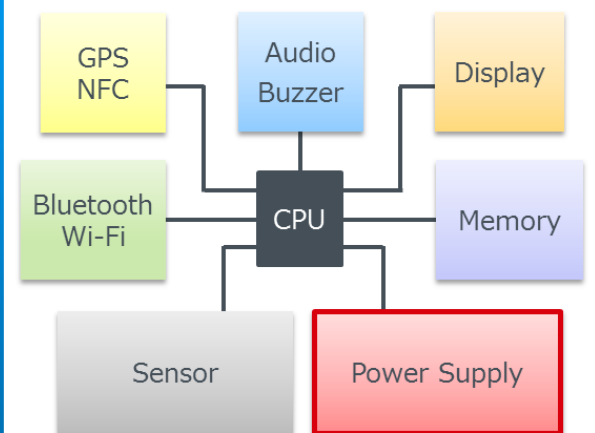 GPS
NFC
Audio
Buzzer
Display
Bluetooth
Wi-Fi
CPU
Memory
Sensor
Power Supply